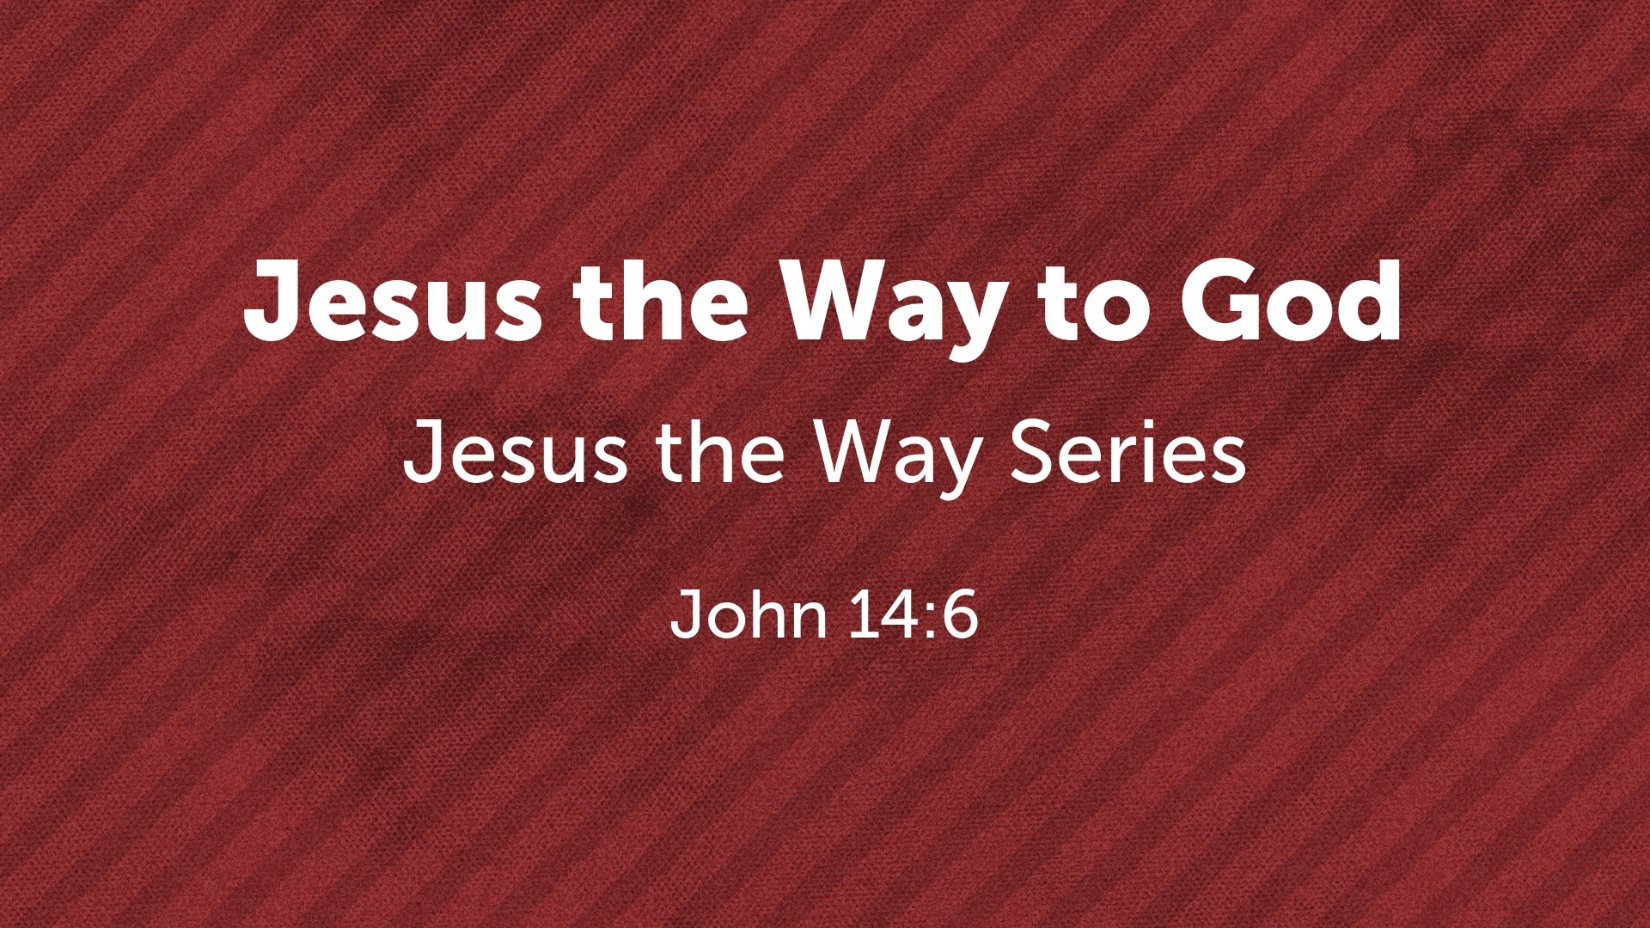 Jesus the Way to God
Jesus the Way Series
John 14:6